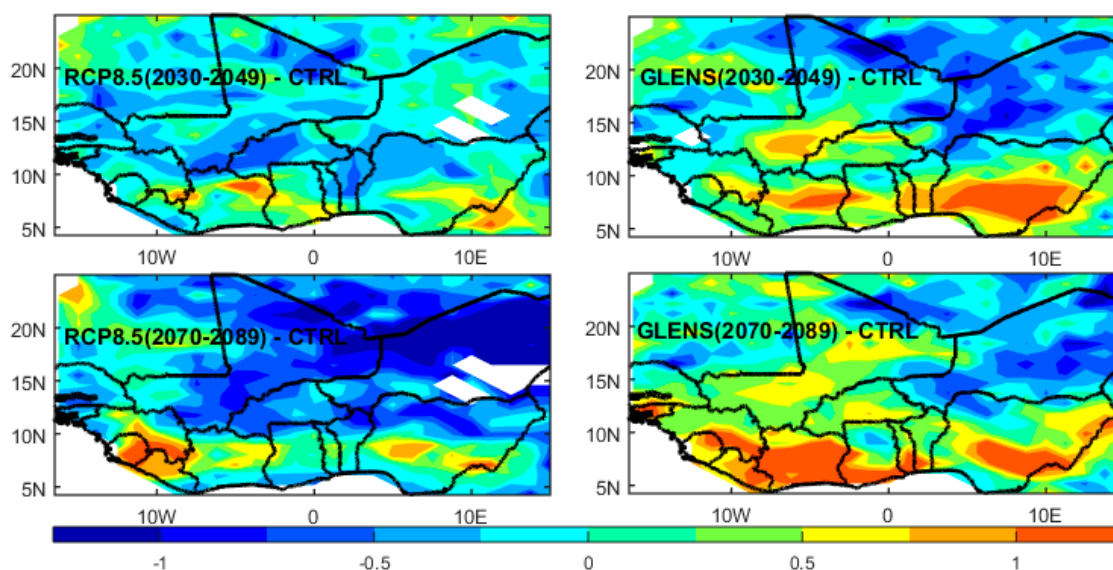 RCP8.5(2030-2049) - CTRL
GLENS(2030-2049) - CTRL
20N
15N
10N
5N
20N
15N
10N
5N
10W
0
10E
10W
0
10E
RCP8.5(2070-2089) - CTRL
GLENS(2070-2089) - CTRL
20N
15N
10N
5N
20N
15N
10N
5N
10W
0
10E
10W
0
10E
-1
-0.5
0
0.5
1